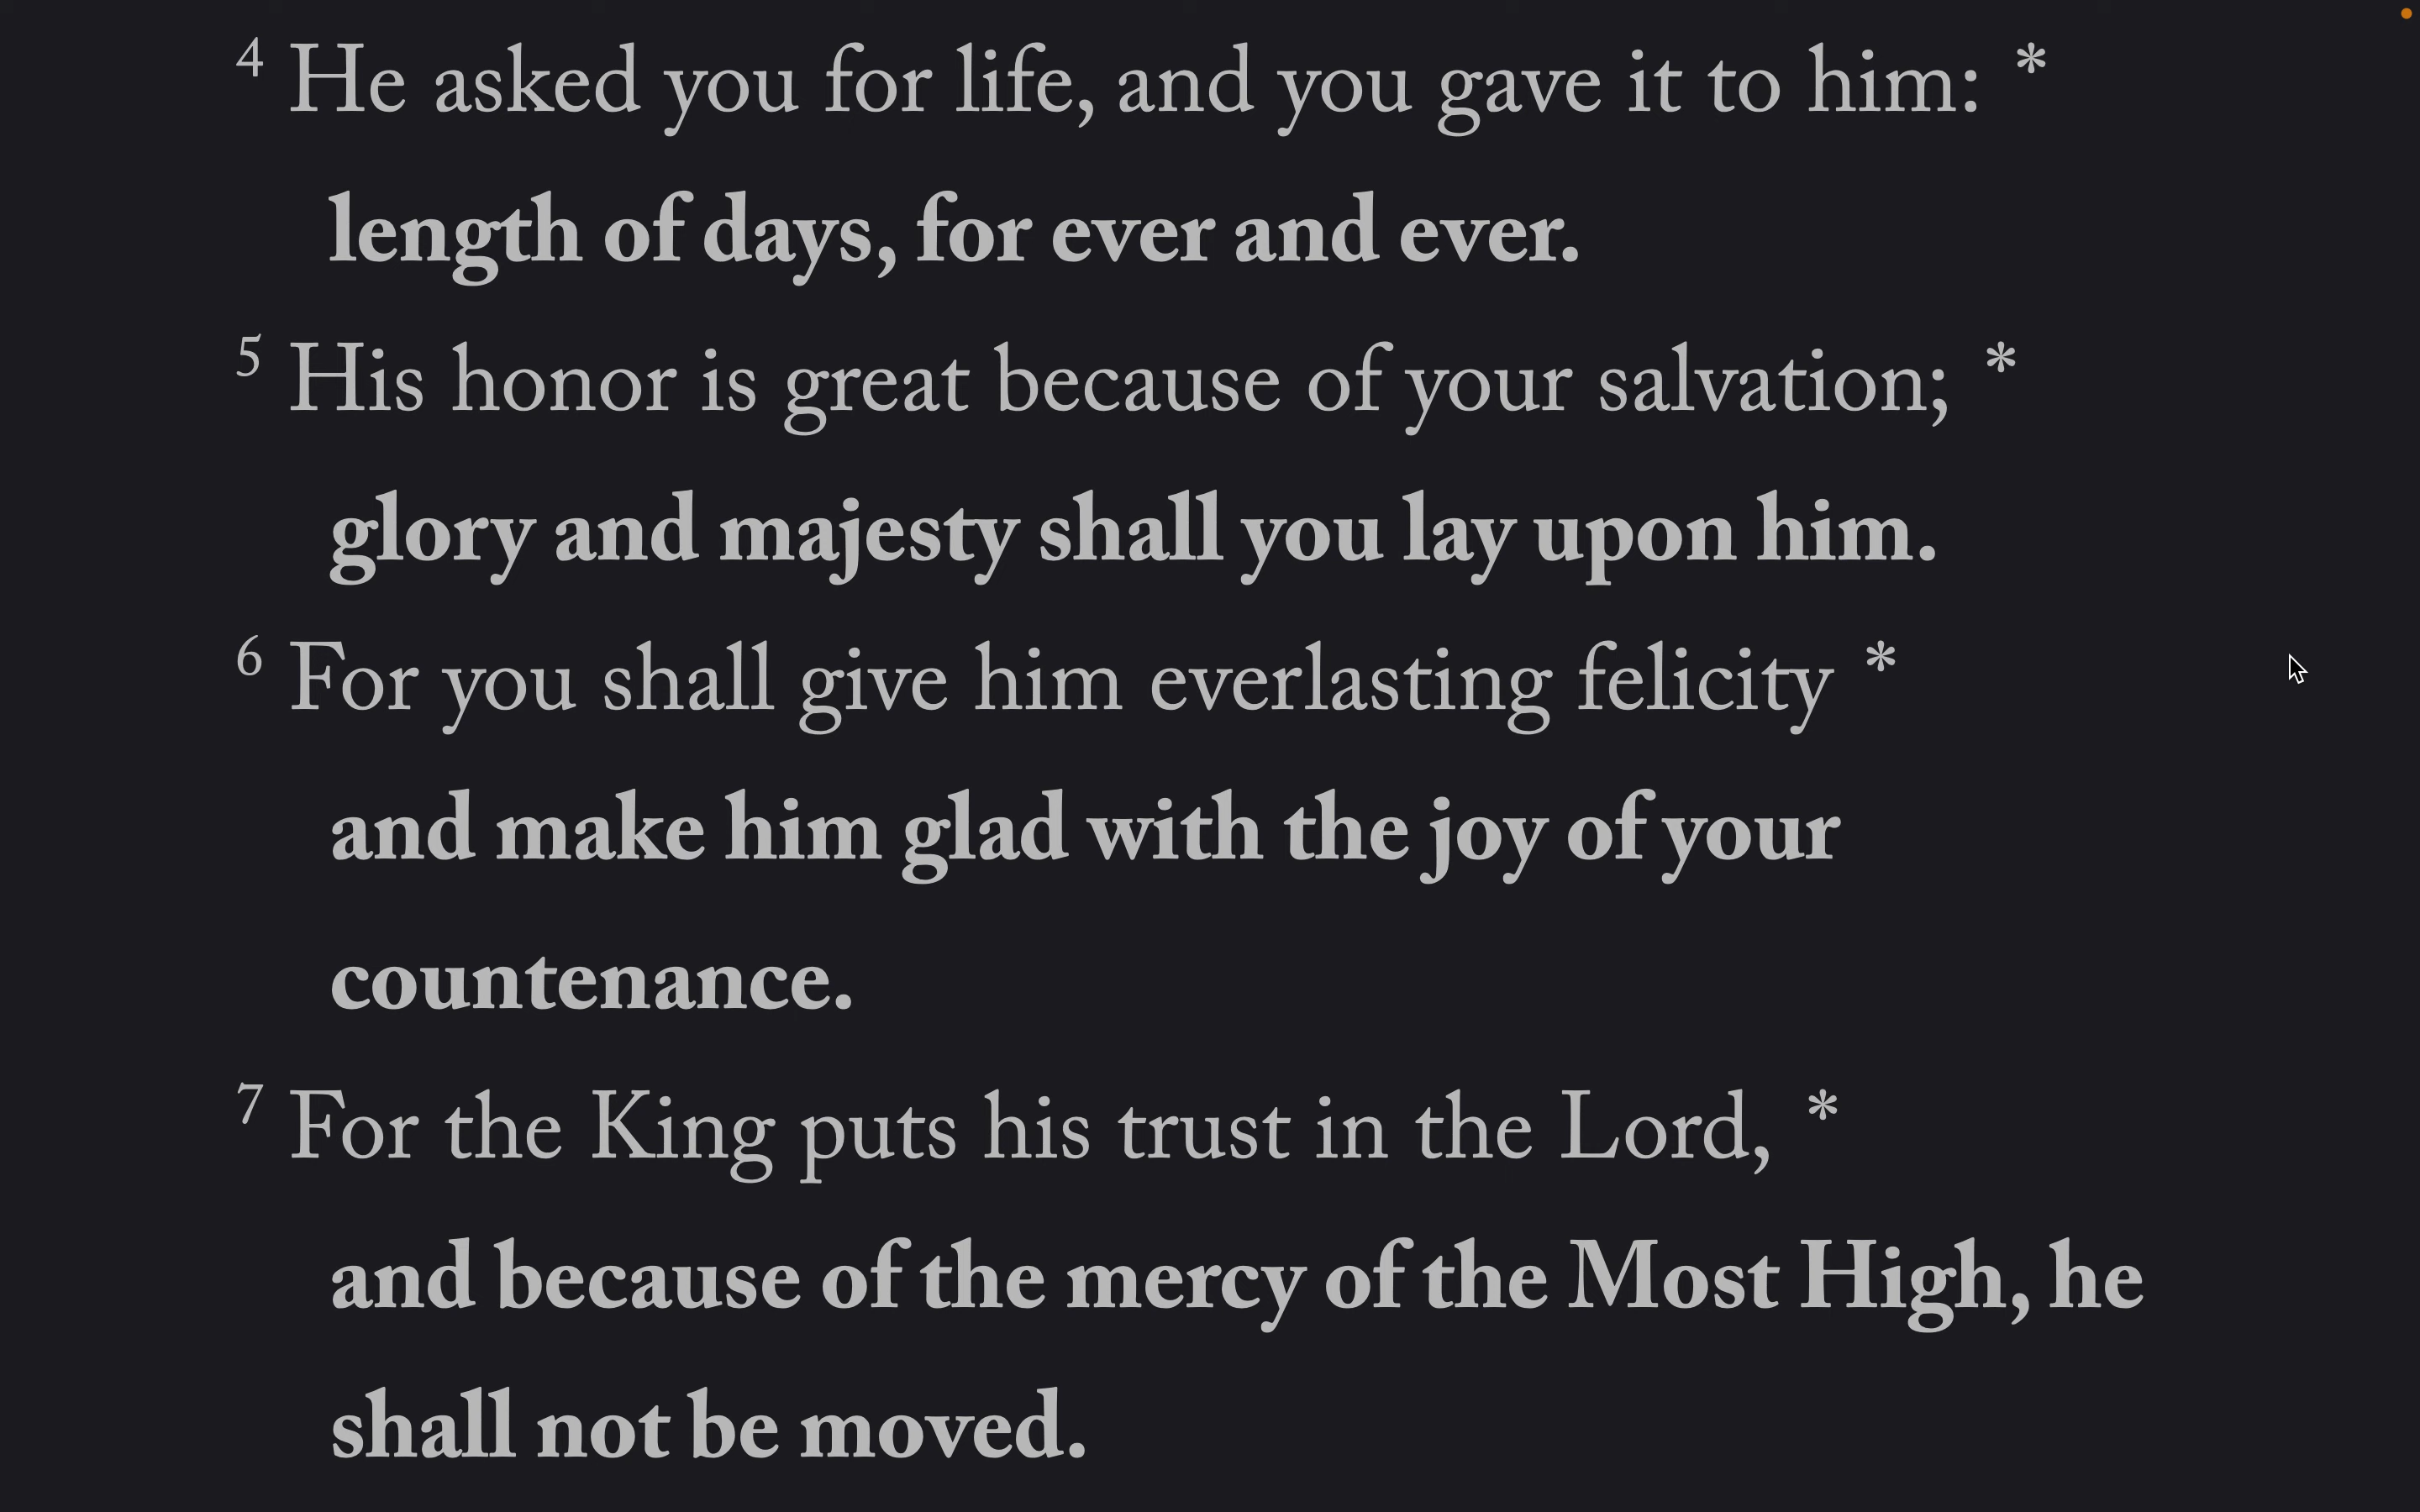 4 He asked you for life, and you gave it to him: *
length of days, for ever and ever.
5 His honor is great because of your salvation; *
glory and majesty shall you lay upon him.
6 For you shall give him everlasting felicity *
and make him glad with the joy of your
countenance.
7 For the King puts his trust in the Lord, *
and because of the mercy of the Most High, he
shall not be moved.